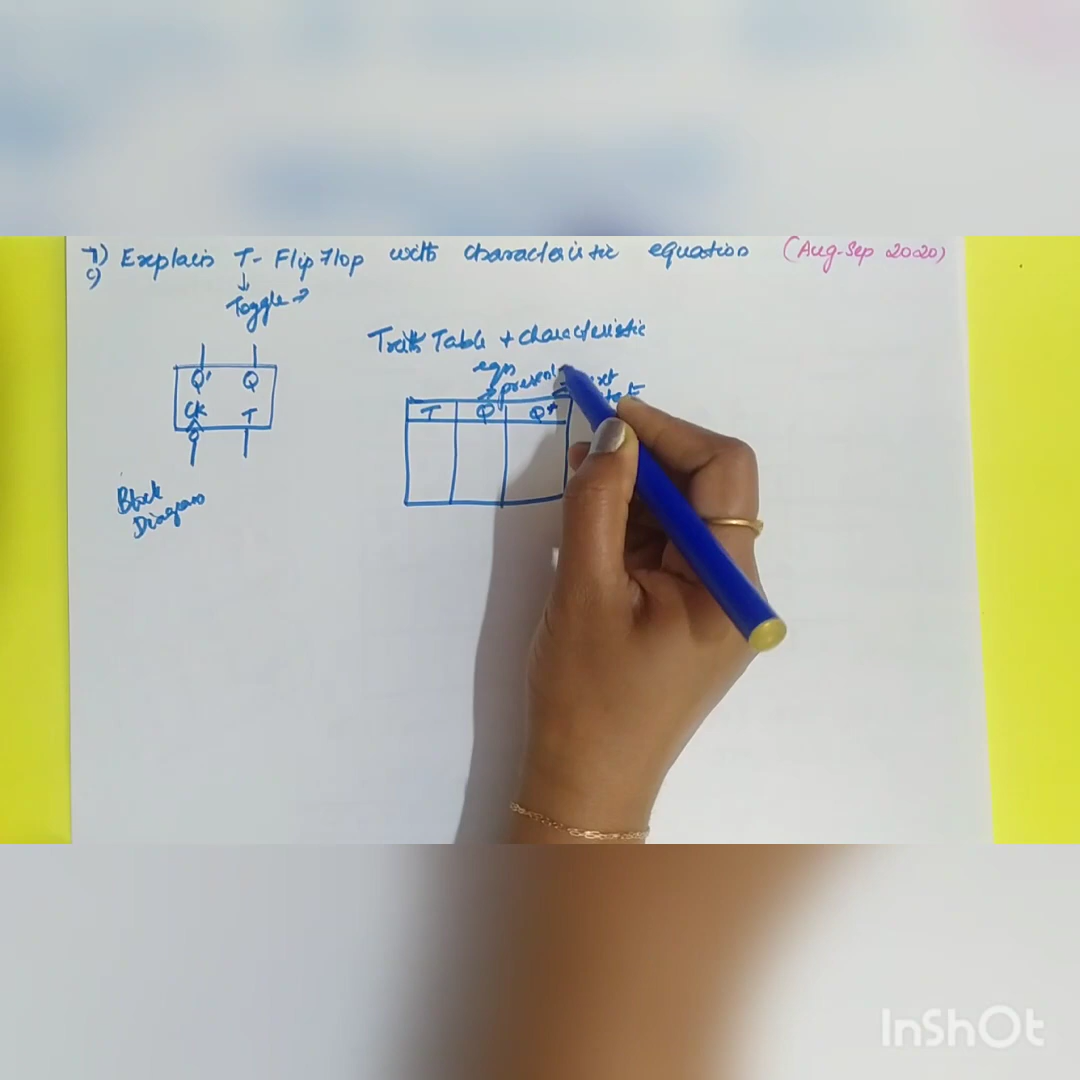 7) Explain T- Flip Flop with characteristic equation (Aug-Sep 2020)
c)
Toggle →
Truth Table + characteristic
eqn
→ present
next
state
T Q Q*
Q' Q
CK T
Block
Diagram
InShOt